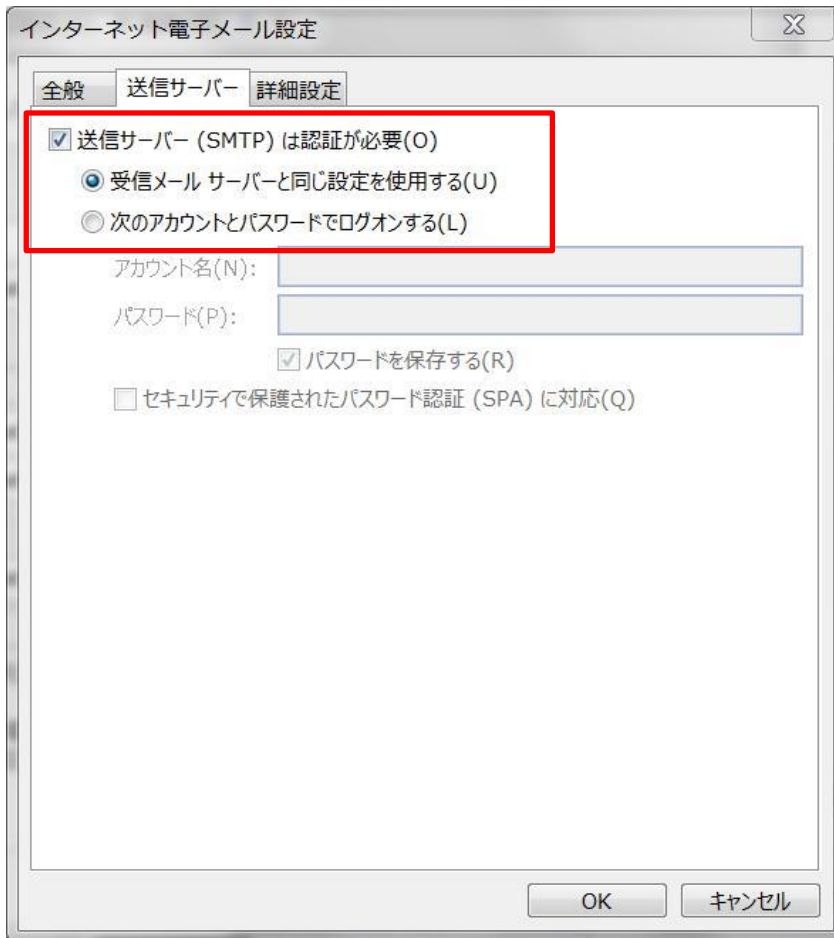 インターネット電子メール設定
全般 送信サーバー 詳細設定
送信サーバー (SMTP) は認証が必要(O)
受信メール サーバーと同じ設定を使用する(U)
次のアカウントとパスワードでログオンする(L)
アカウント名(N):
パスワード(P):
パスワードを保存する(R)
セキュリティで保護されたパスワード認証 (SPA) に対応(Q)
OK キャンセル